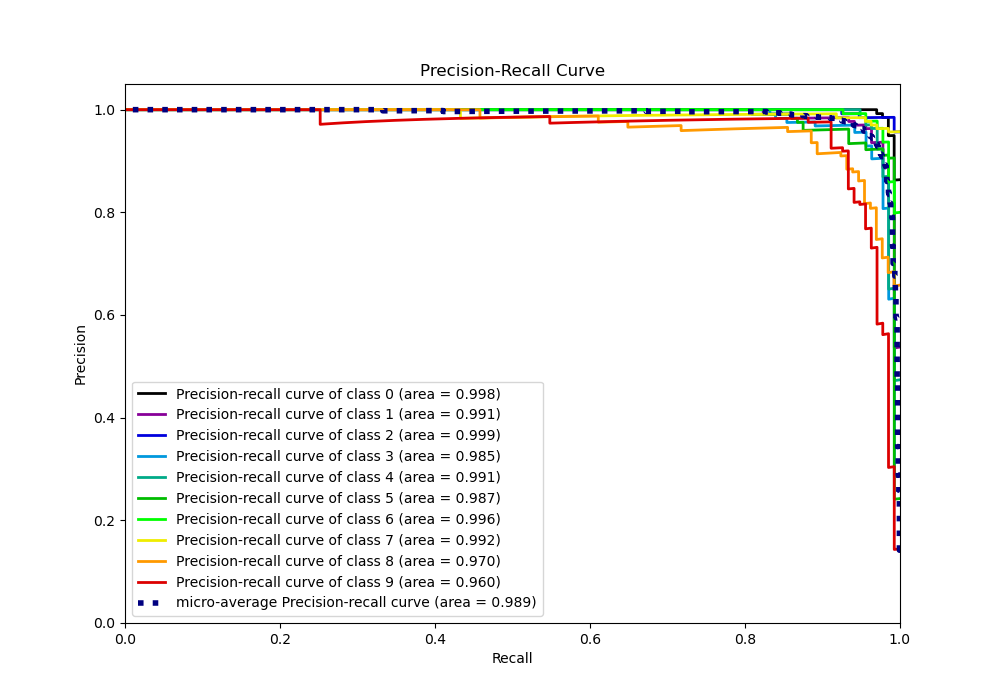 Precision-Recall Curve
1.0
0.8
0.6
0.4
0.2
0.0
Precision
Precision-recall curve of class 0 (area = 0.998)
Precision-recall curve of class 1 (area = 0.991)
Precision-recall curve of class 2 (area = 0.999)
Precision-recall curve of class 3 (area = 0.985)
Precision-recall curve of class 4 (area = 0.991)
Precision-recall curve of class 5 (area = 0.987)
Precision-recall curve of class 6 (area = 0.996)
Precision-recall curve of class 7 (area = 0.992)
Precision-recall curve of class 8 (area = 0.970)
Precision-recall curve of class 9 (area = 0.960)
micro-average Precision-recall curve (area = 0.989)
0.0 0.2 0.4 0.6 0.8 1.0
Recall